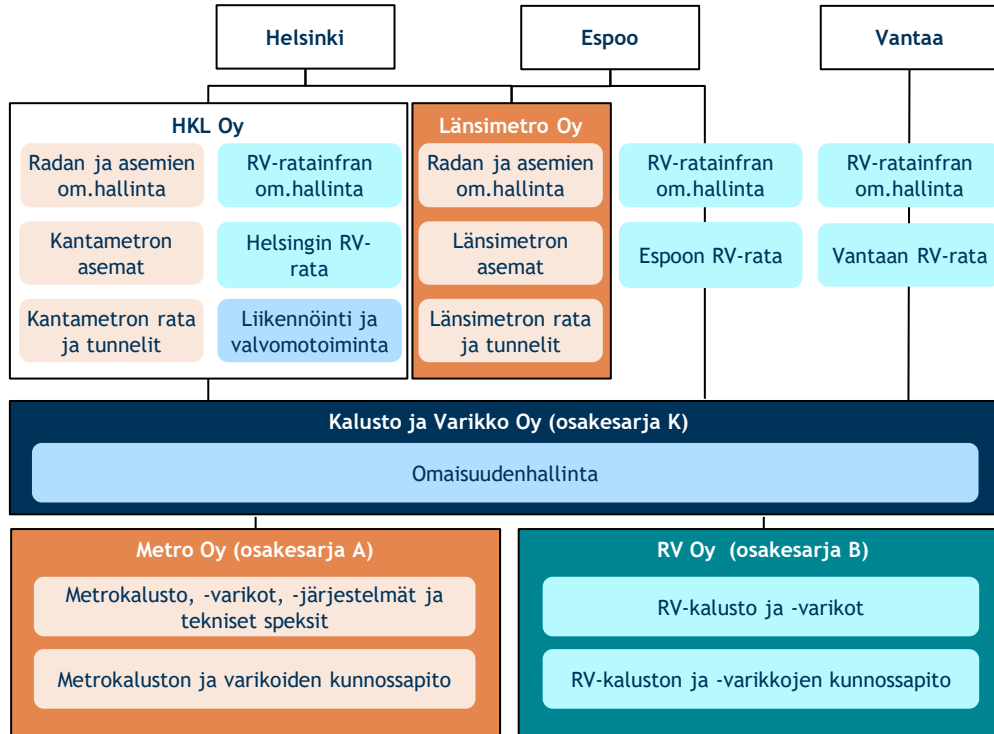 Helsinki
Espoo
Vantaa
HKL Oy
Radan ja asemien
om.hallinta
RV-ratainfran
om.hallinta
Kantametron
asemat
Helsingin RV-
rata
Kantametron rata
ja tunnelit
Liikennöinti ja
valvomotoiminta
Länsimetro Oy
Radan ja asemien
om.hallinta
Länsimetron
asemat
Länsimetron rata
ja tunnelit
RV-ratainfran
om.hallinta
Espoon RV-rata
RV-ratainfran
om.hallinta
Vantaan RV-rata
Kalusto ja Varikko Oy (osakesarja K)
Omaisuudenhallinta
Metro Oy (osakesarja A)
Metrokalusto, -varikot, -järjestelmät ja
tekniset speksit
Metrokaluston ja varikoiden kunnossapito
RV Oy (osakesarja B)
RV-kalusto ja -varikot
RV-kaluston ja -varikkojen kunnossapito